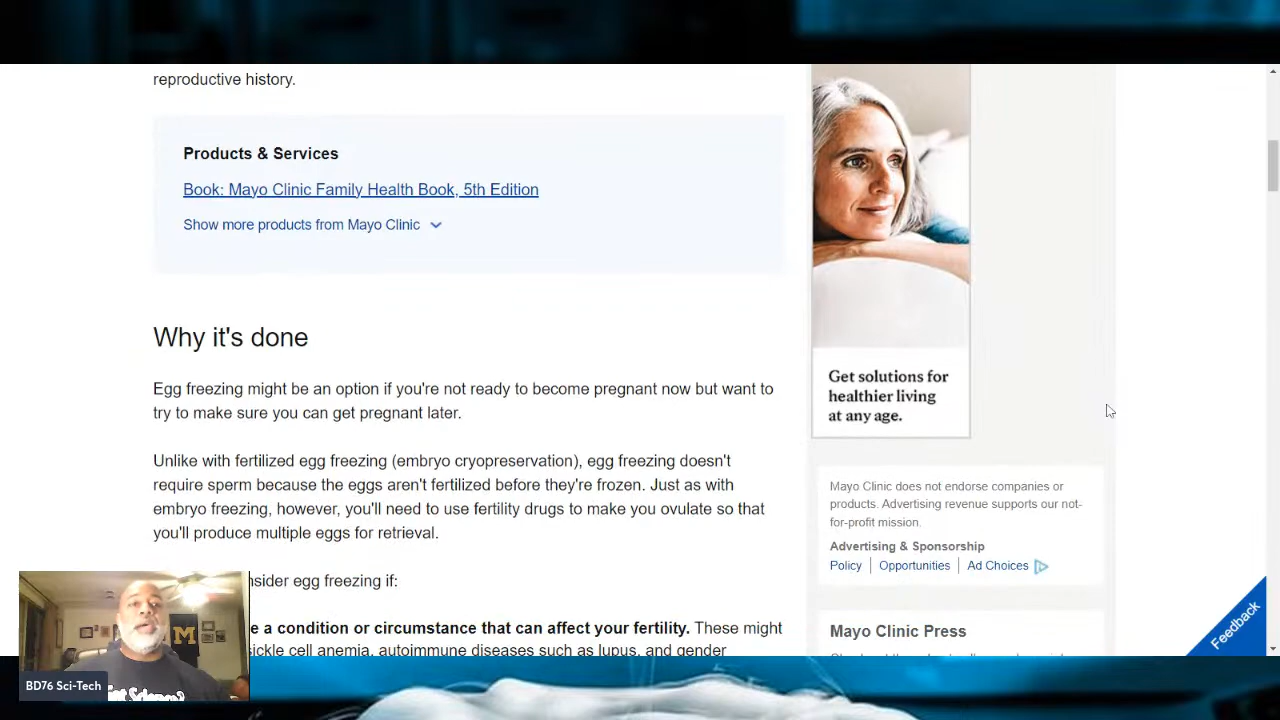 reproductive history.
Products & Services
Book: Mayo Clinic Family Health Book, 5th Edition
Show more products from Mayo Clinic
Why it's done
Egg freezing might be an option if you're not ready to become pregnant now but want to
try to make sure you can get pregnant later.
Unlike with fertilized egg freezing (embryo cryopreservation), egg freezing doesn't
require sperm because the eggs aren't fertilized before they're frozen. Just as with
embryo freezing, however, you'll need to use fertility drugs to make you ovulate so that
you'll produce multiple eggs for retrieval.
nsider egg freezing if:
e a condition or circumstance that can affect your fertility. These might
sickle cell anemia, autoimmune diseases such as lupus, and gender
Get solutions for
healthier living
at any age.
Mayo Clinic does not endorse companies or
products. Advertising revenue supports our not-
for-profit mission.
Advertising & Sponsorship
Policy
Opportunities
Ad Choices
Mayo Clinic Press
Feedback
M
BD76 Sci-Tech